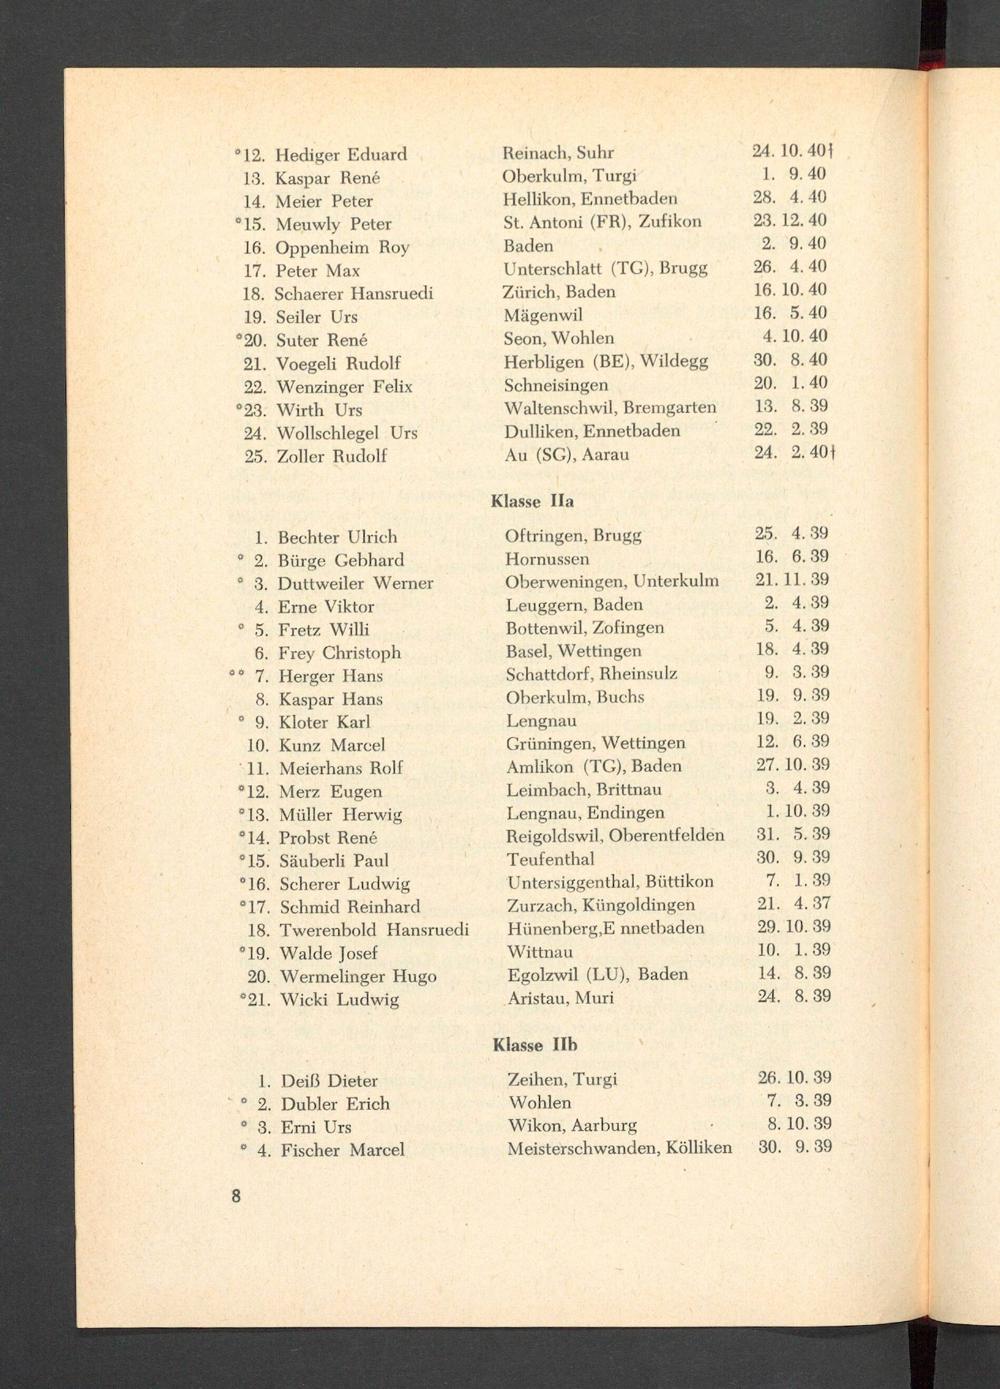 °12. Hediger Eduard Reinach, Suhr 24. 10. 40†
13. Kaspar René Oberkulm, Turgi 1. 9. 40
14. Meier Peter Hellikon, Ennetbaden 28. 4. 40
°15. Meuwly Peter St. Antoni (FR), Zufikon 23. 12. 40
16. Oppenheim Roy Baden 2. 9. 40
17. Peter Max Unterschlatt (TG), Brugg 26. 4. 40
18. Schaerer Hansruedi Zürich, Baden 16. 10. 40
19. Seiler Urs Mägenwil 16. 5. 40
°20. Suter René Seon, Wohlen 4. 10. 40
21. Voegeli Rudolf Herbligen (BE), Wildegg 30. 8. 40
22. Wenzinger Felix Schneisingen 20. 1. 40
°23. Wirth Urs Waltenschwil, Bremgarten 13. 8. 39
24. Wollschlegel Urs Dulliken, Ennetbaden 22. 2. 39
25. Zoller Rudolf Au (SG), Aarau 24. 2. 40†
Klasse IIa
1. Bechter Ulrich Oftringen, Brugg 25. 4. 39
° 2. Bürge Gebhard Hornussen 16. 6. 39
° 3. Duttweiler Werner Oberweningen, Unterkulm 21. 11. 39
4. Erne Viktor Leuggern, Baden 2. 4. 39
° 5. Fretz Willi Bottenwil, Zofingen 5. 4. 39
6. Frey Christoph Basel, Wettingen 18. 4. 39
°° 7. Herger Hans Schattdorf, Rheinsulz 9. 3. 39
8. Kaspar Hans Oberkulm, Buchs 19. 9. 39
° 9. Kloter Karl Lengnau 19. 2. 39
10. Kunz Marcel Grüningen, Wettingen 12. 6. 39
11. Meierhans Rolf Amlikon (TG), Baden 27. 10. 39
°12. Merz Eugen Leimbach, Brittnau 3. 4. 39
°13. Müller Herwig Lengnau, Endingen 1. 10. 39
°14. Probst René Reigoldswil, Oberentfelden 31. 5. 39
°15. Säuberli Paul Teufenthal 30. 9. 39
°16. Scherer Ludwig Untersiggenthal, Büttikon 7. 1. 39
°17. Schmid Reinhard Zurzach, Küngoldingen 21. 4. 37
18. Twerenbold Hansruedi Hünenberg,E nnetbaden 29. 10. 39
°19. Walde Josef Wittnau 10. 1. 39
20. Wermelinger Hugo Egolzwil (LU), Baden 14. 8. 39
°21. Wicki Ludwig Aristau, Muri 24. 8. 39
Klasse IIb
1. Deiß Dieter Zeihen, Turgi 26. 10. 39
° 2. Dubler Erich Wohlen 7. 3. 39
° 3. Erni Urs Wikon, Aarburg 8. 10. 39
° 4. Fischer Marcel Meisterschwanden, Kölliken 30. 9. 39
8